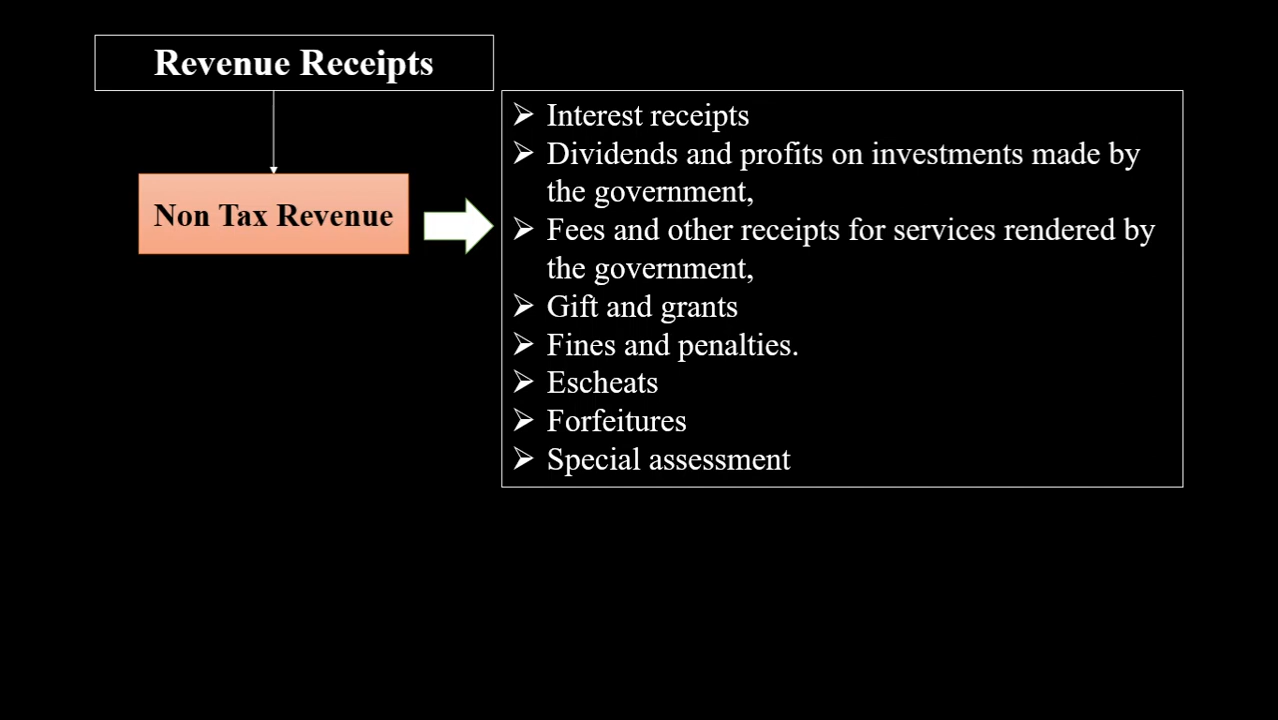 Revenue Receipts
Non Tax Revenue
➢ Interest receipts
➢ Dividends and profits on investments made by
the government,
➢ Fees and other receipts for services rendered by
the government,
➢ Gift and grants
➢ Fines and penalties.
➢ Escheats
➢ Forfeitures
➢ Special assessment